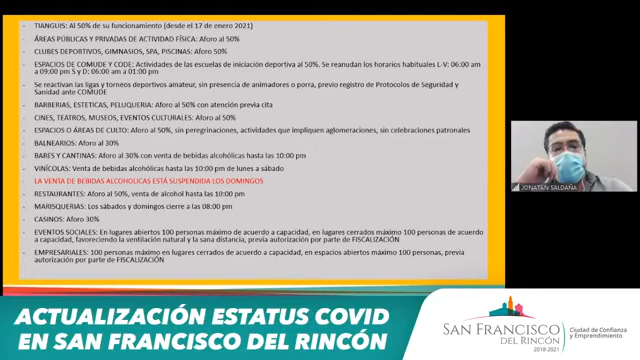 - TIANGUIS: Al 50% de su funcionamiento (desde el 17 de enero 2021)
- ÁREAS PÚBLICAS Y PRIVADAS DE ACTIVIDAD FÍSICA: Aforo al 50%
- CLUBES DEPORTIVOS, GIMNASIOS, SPA, PISCINAS: Aforo 50%
- ESPACIOS DE COMUDE Y CODE: Actividades de las escuelas de iniciación deportiva al 50%. Se reanudan los horarios habituales L-V: 06:00 am
a 09:00 pm S y D: 06:00 am a 01:00 pm
- Se reactivan las ligas y torneos deportivos amateur, sin presencia de animadores o porra, previo registro de Protocolos de Seguridad y
Sanidad ante COMUDE
- BARBERIAS, ESTETICAS, PELUQUERIA: Aforo al 50% con atención previa cita
- CINES, TEATROS, MUSEOS, EVENTOS CULTURALES: Aforo al 50%
- ESPACIOS O ÁREAS DE CULTO: Aforo al 50%, sin peregrinaciones, actividades que impliquen aglomeraciones, sin celebraciones patronales
- BALNEARIOS: Aforo al 30%
- BARES Y CANTINAS: Aforo al 30% con venta de bebidas alcohólicas hasta las 10:00 pm
- VINÍCOLAS: Venta de bebidas alcohólicas hasta las 10:00 pm de lunes a sábado
- LA VENTA DE BEBIDAS ALCOHOLICAS ESTÁ SUSPENDIDA LOS DOMINGOS
- RESTAURANTES: Aforo al 50%, venta de alcohol hasta las 10:00 pm
- MARISQUERIAS: Los sábados y domingos cierre a las 08:00 pm
- CASINOS: Aforo 30%
- EVENTOS SOCIALES: En lugares abiertos 100 personas máximo de acuerdo a capacidad, en lugares cerrados máximo 100 personas de acuerdo
a capacidad, favoreciendo la ventilación natural y la sana distancia, previa autorización por parte de FISCALIZACIÓN
- EMPRESARIALES: 100 personas máximo en lugares cerrados de acuerdo a capacidad, en espacios abiertos máximo 100 personas, previa
autorización por parte de FISCALIZACIÓN
JONATAN SALDAÑA
ACTUALIZACIÓN ESTATUS COVID
EN SAN FRANCISCO DEL RINCÓN
SAN FRANCISCO
DEL RINCÓN
2018-2021
Ciudad de Confianza
y Emprendimiento